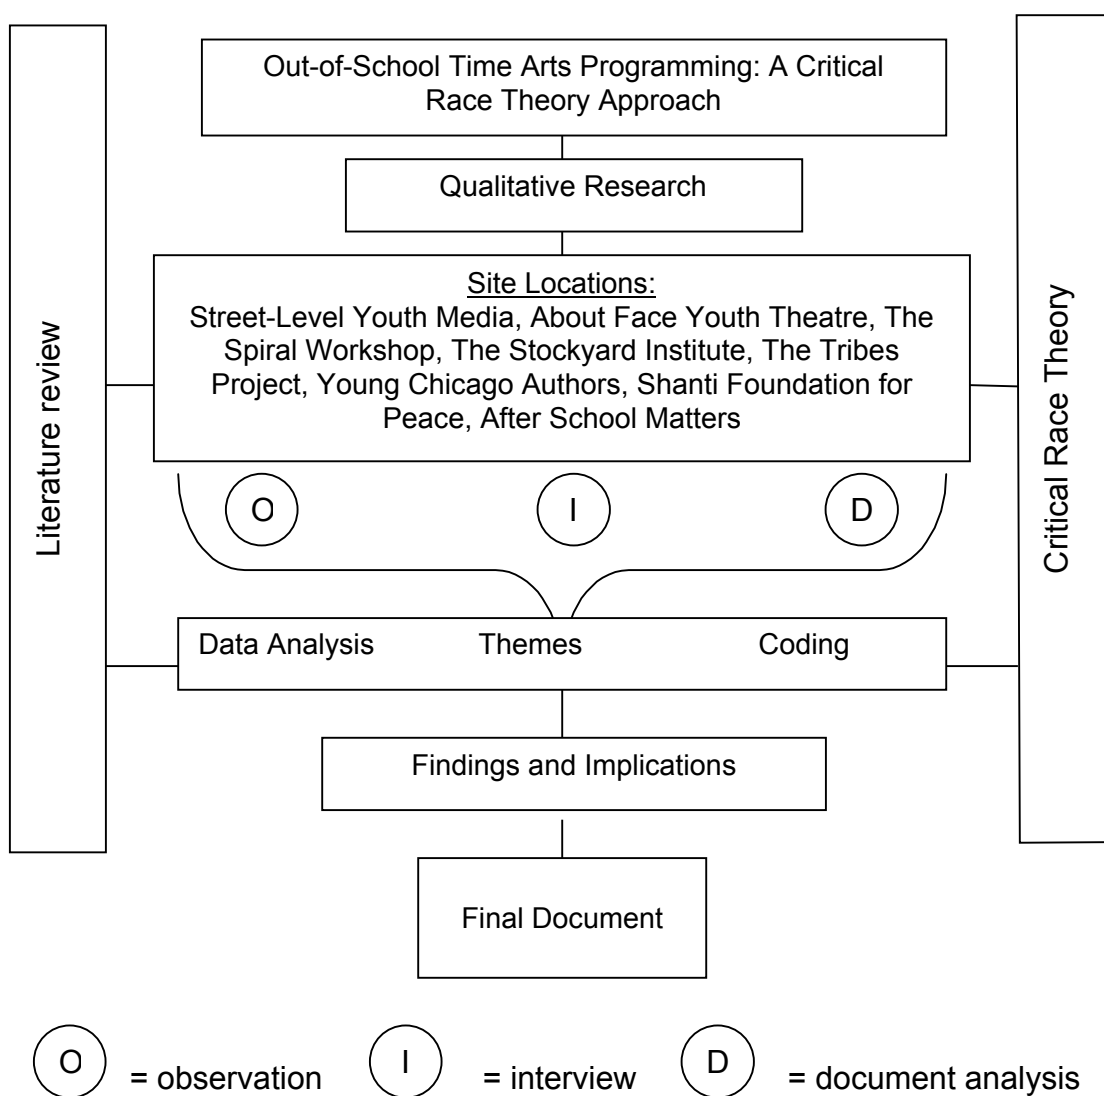 Out-of-School Time Arts Programming: A Critical
Race Theory Approach
Qualitative Research
Literature review
Critical Race Theory
Site Locations:
Street-Level Youth Media, About Face Youth Theatre, The
Spiral Workshop, The Stockyard Institute, The Tribes
Project, Young Chicago Authors, Shanti Foundation for
Peace, After School Matters
O I D
Data Analysis Themes Coding
Findings and Implications
Final Document
O = observation I = interview D = document analysis